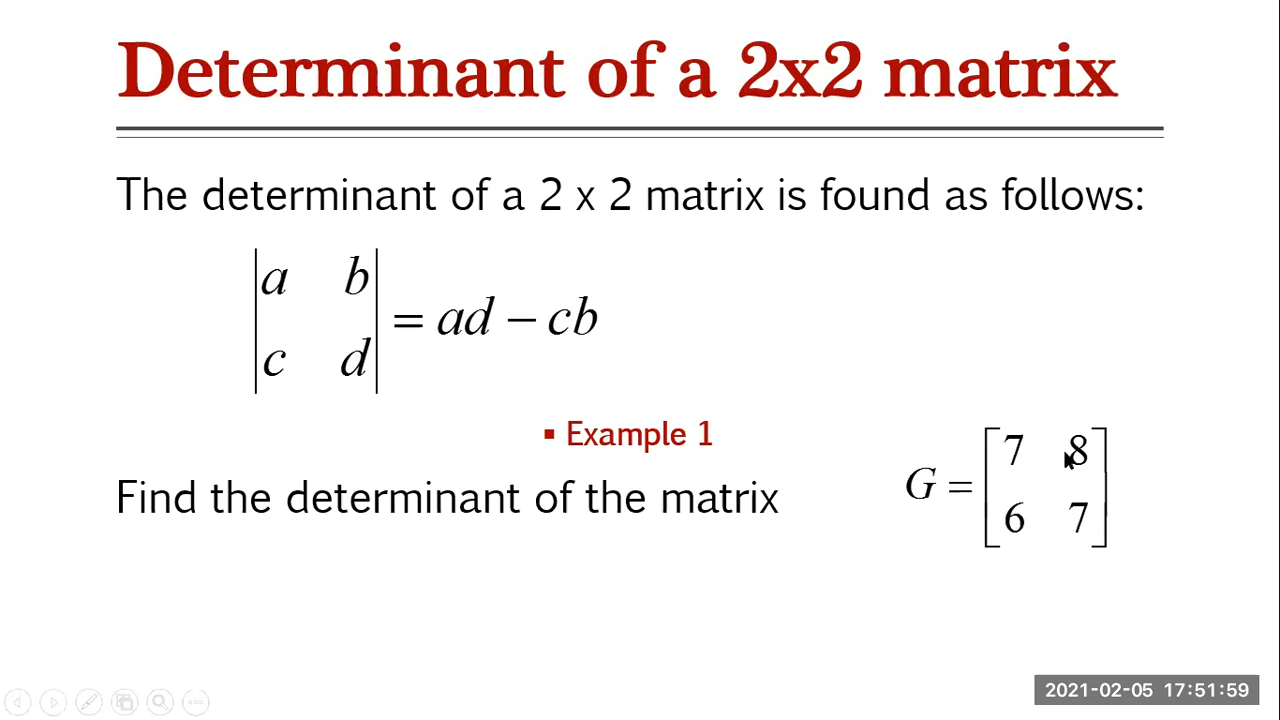 Determinant of a 2x2 matrix
The determinant of a 2 x 2 matrix is found as follows:
|a b|
|c d| = ad − cb
▪ Example 1
Find the determinant of the matrix
G = [7 8]
[6 7]
2021-02-05 17:51:59